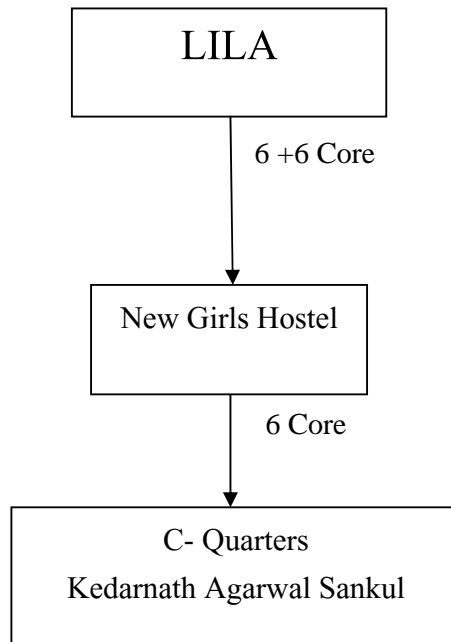 LILA
6 +6 Core
New Girls Hostel
6 Core
C- Quarters
Kedarnath Agarwal Sankul